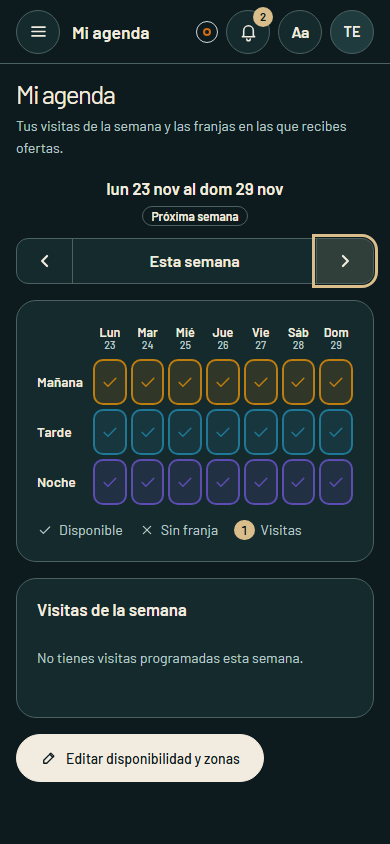 Mi agenda
2
Aa
TE
Mi agenda
Tus visitas de la semana y las franjas en las que recibes
ofertas.
lun 23 nov al dom 29 nov
Próxima semana
Esta semana
Lun Mar Mié Jue Vie Sáb Dom
23 24 25 26 27 28 29
Mañana
Tarde
Noche
Disponible Sin franja 1 Visitas
Visitas de la semana
No tienes visitas programadas esta semana.
Editar disponibilidad y zonas